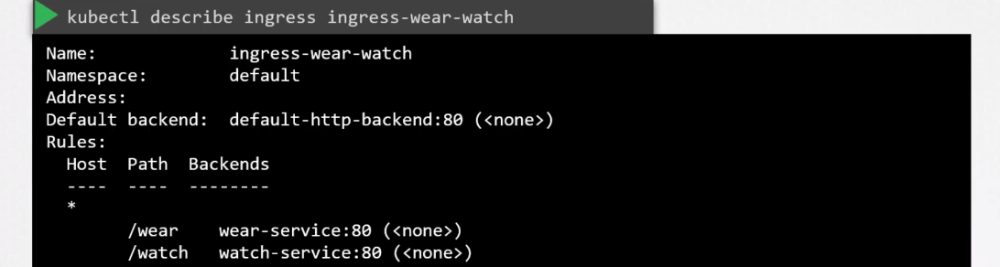 kubectl describe ingress ingress-wear-watch
Name: ingress-wear-watch
Namespace: default
Address:
Default backend: default-http-backend:80 (<none>)
Rules:
Host Path Backends
---- ---- --------
*
/wear wear-service:80 (<none>)
/watch watch-service:80 (<none>)